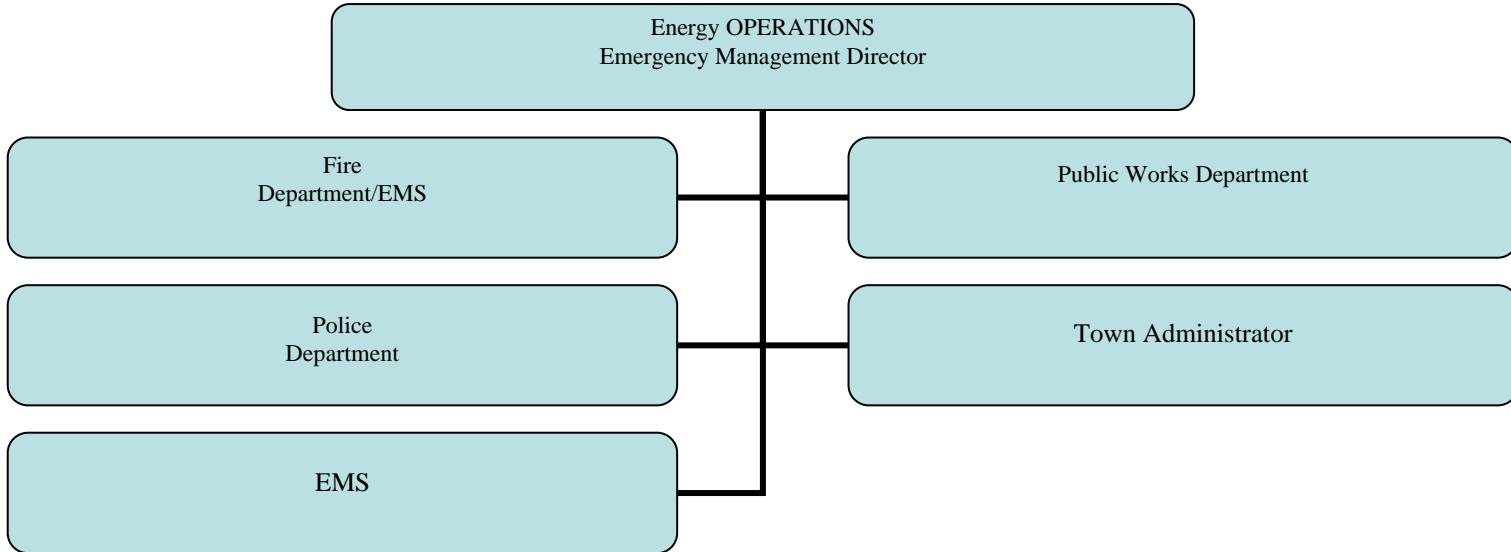 Energy OPERATIONS
Emergency Management Director
Fire
Department/EMS
Public Works Department
Police
Department
Town Administrator
EMS